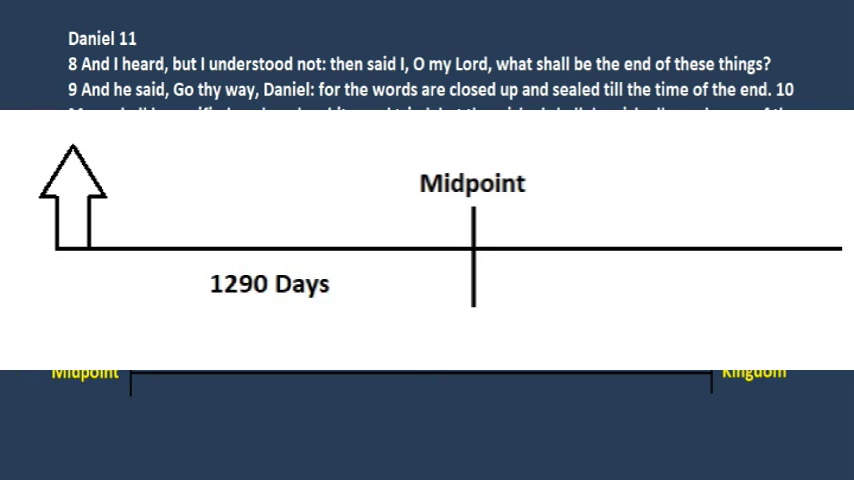 Daniel 11
8 And I heard, but I understood not: then said I, O my Lord, what shall be the end of these things?
9 And he said, Go thy way, Daniel: for the words are closed up and sealed till the time of the end. 10
Midpoint
1290 Days
Midpoint
Kingdom